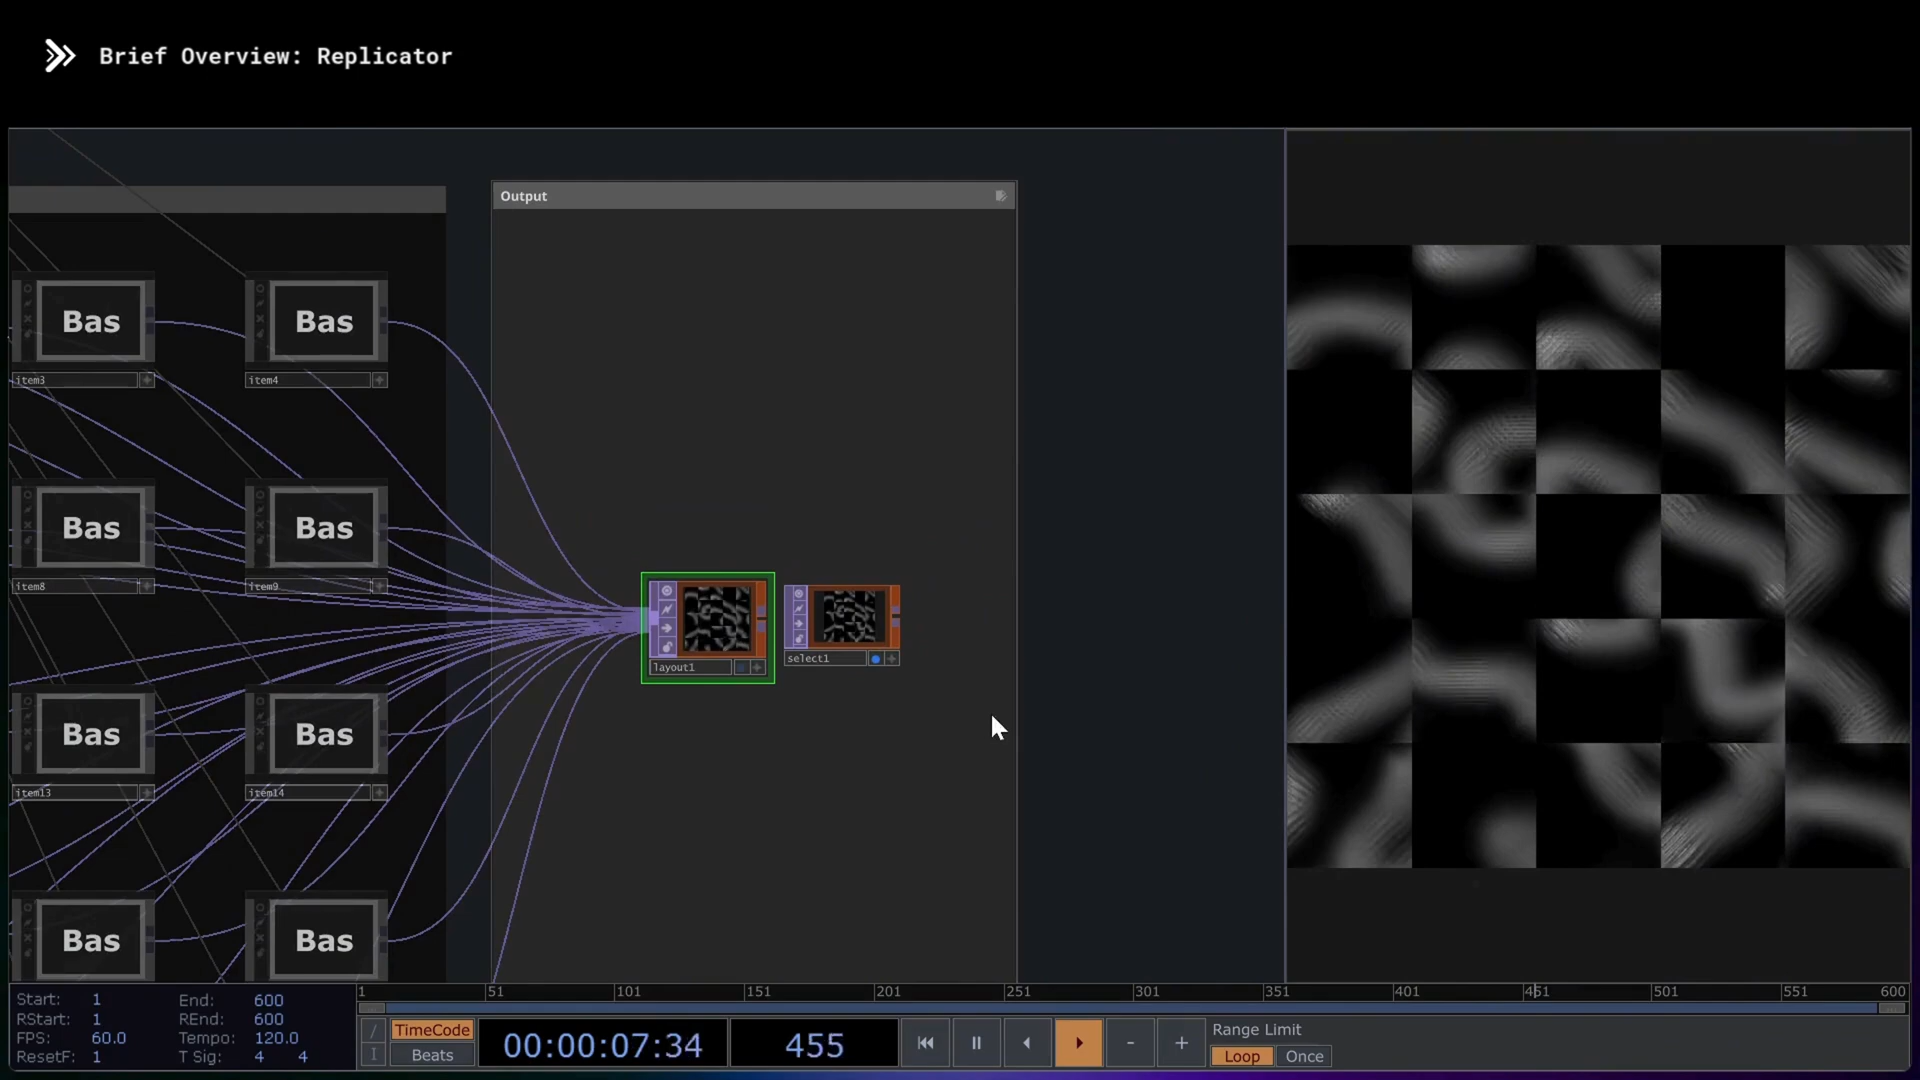 Brief Overview: Replicator
Output
Bas
Bas
item3
item4
Bas
Bas
item8
item9
layout1
select1
Bas
Bas
item13
item14
Bas
Bas
1 51 101 151 201 251 301 351 401 451 501 551 600
Start: 1 End: 600
RStart: 1 REnd: 600
FPS: 60.0 Tempo: 120.0
ResetF: 1 T Sig: 4 4
/ TimeCode
I Beats
00:00:07:34
455
- +
Range Limit
Loop Once